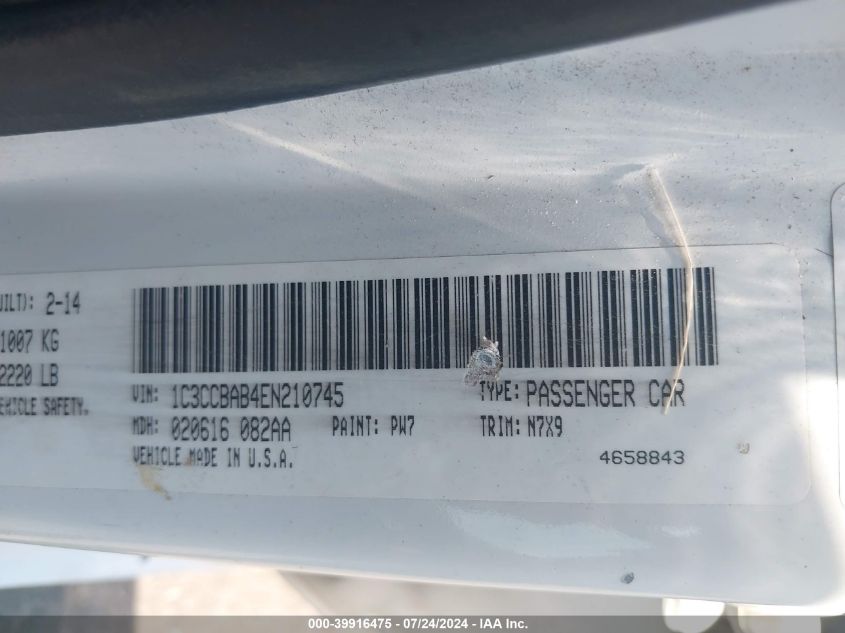 UILT): 2-14
1007 KG
2220 LB
EHICLE SAFETY.
VIN: 1C3CCBAB4EN210745 TYPE: PASSENGER CAR
MDH: 020616 082AA PAINT: PW7 TRIM: N7X9
VEHICLE MADE IN U.S.A. 4658843
000-39916475 - 07/24/2024 - IAA Inc.